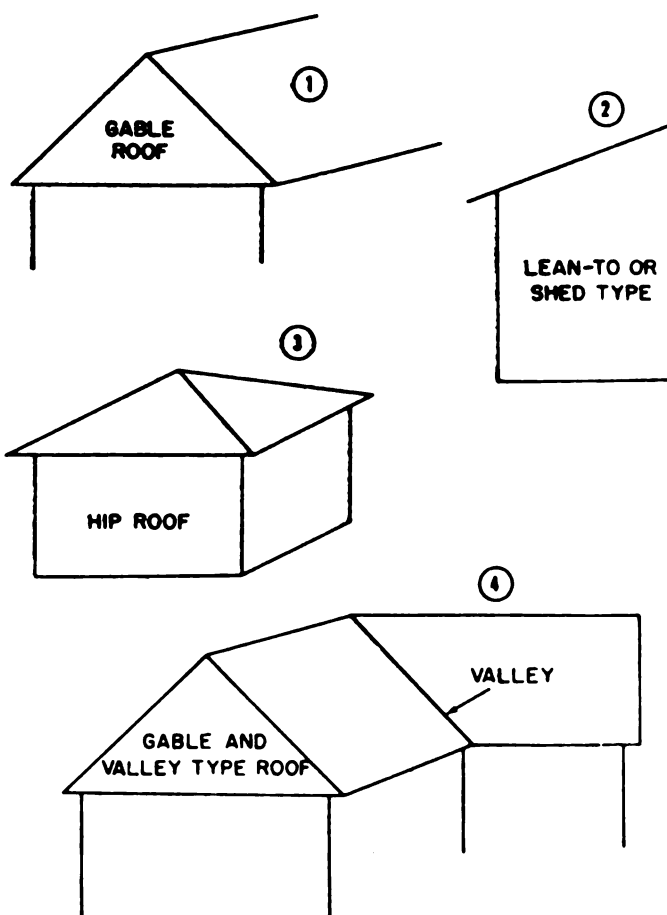 1
GABLE
ROOF
2
LEAN-TO OR
SHED TYPE
3
HIP ROOF
4
VALLEY
GABLE AND
VALLEY TYPE ROOF